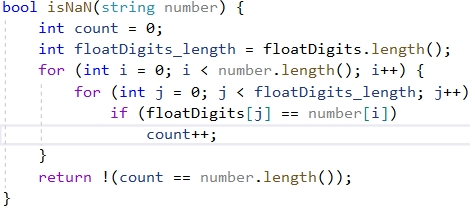 bool isNaN(string number) {
    int count = 0;
    int floatDigits_length = floatDigits.length();
    for (int i = 0; i < number.length(); i++) {
        for (int j = 0; j < floatDigits_length; j++)
            if (floatDigits[j] == number[i])
                count++;
    }
    return !(count == number.length());
}